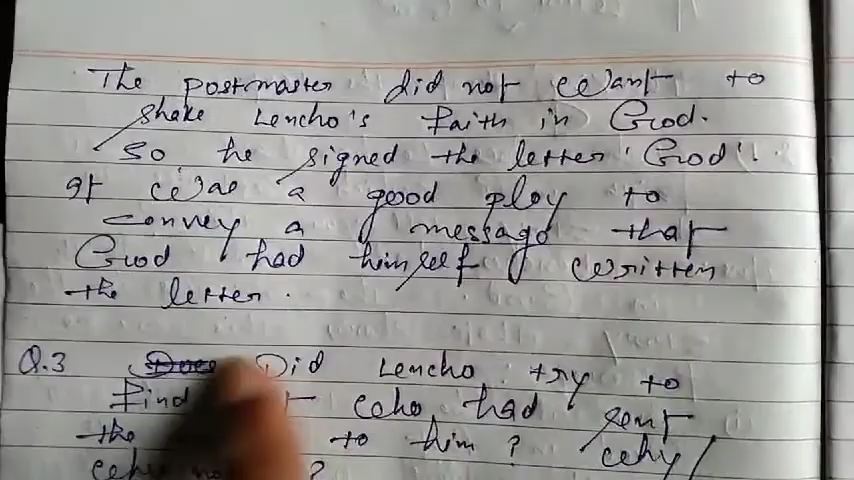 The postmaster did not want to
shake Lencho's faith in God.
So he signed the letter 'God'.
It was a good ploy to
convey a message that
God had himself written
the letter.
Q.3 Did Lencho try to
find who had sent
the to him? why/
why ?